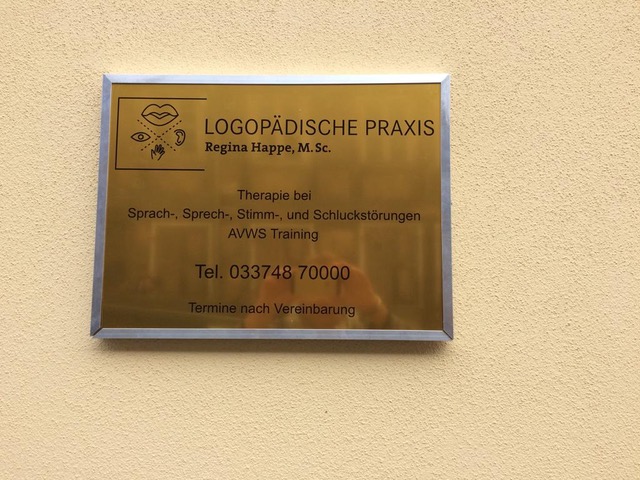 LOGOPÄDISCHE PRAXIS
Regina Happe, M. Sc.
Therapie bei
Sprach-, Sprech-, Stimm-, und Schluckstörungen
AVWS Training
Tel. 033748 70000
Termine nach Vereinbarung